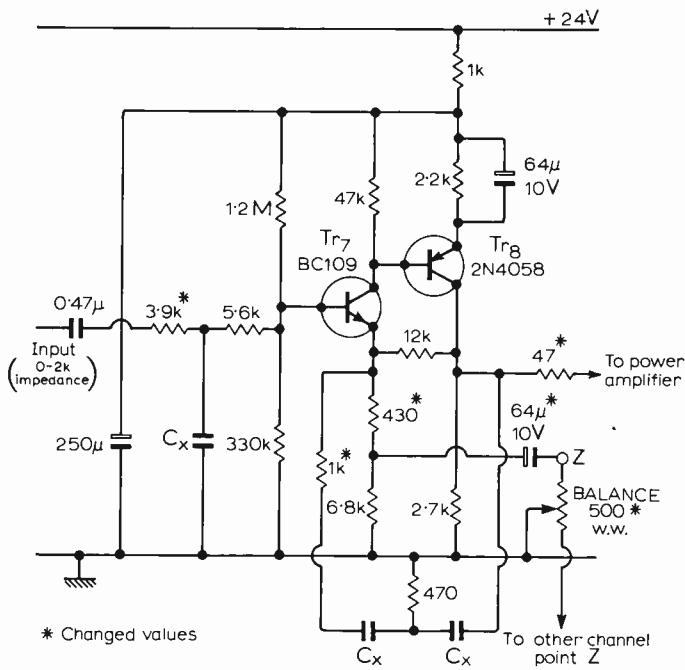 +24V
1k
64μ
10V
2·2k
47k
1·2M
Tr7
BC109
Tr8
2N4058
0·47μ
3·9k*
5·6k
Input
(0-2k
impedance)
12k
47*
To power
amplifier
430*
64μ*
10V
Z
250μ
Cx
330k
1k*
6·8k
2·7k
BALANCE
500*
w.w.
470
* Changed values
Cx
Cx
To other channel
point Z